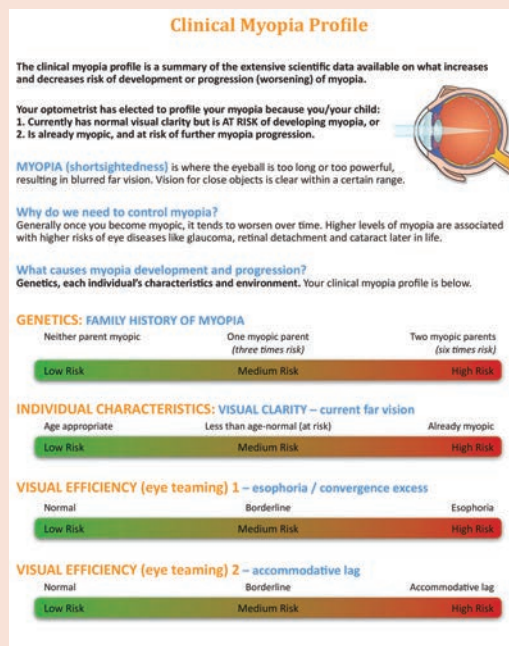 Clinical Myopia Profile
The clinical myopia profile is a summary of the extensive scientific data available on what increases
and decreases risk of development or progression (worsening) of myopia.
Your optometrist has elected to profile your myopia because you/your child:
1. Currently has normal visual clarity but is AT RISK of developing myopia, or
2. Is already myopic, and at risk of further myopia progression.
MYOPIA (shortsightedness) is where the eyeball is too long or too powerful,
resulting in blurred far vision. Vision for close objects is clear within a certain range.
Why do we need to control myopia?
Generally once you become myopic, it tends to worsen over time. Higher levels of myopia are associated
with higher risks of eye diseases like glaucoma, retinal detachment and cataract later in life.
What causes myopia development and progression?
Genetics, each individual's characteristics and environment. Your clinical myopia profile is below.
GENETICS: FAMILY HISTORY OF MYOPIA
Neither parent myopic One myopic parent Two myopic parents
(three times risk) (six times risk)
Low Risk Medium Risk High Risk
INDIVIDUAL CHARACTERISTICS: VISUAL CLARITY – current far vision
Age appropriate Less than age-normal (at risk) Already myopic
Low Risk Medium Risk High Risk
VISUAL EFFICIENCY (eye teaming) 1 – esophoria / convergence excess
Normal Borderline Esophoria
Low Risk Medium Risk High Risk
VISUAL EFFICIENCY (eye teaming) 2 – accommodative lag
Normal Borderline Accommodative lag
Low Risk Medium Risk High Risk